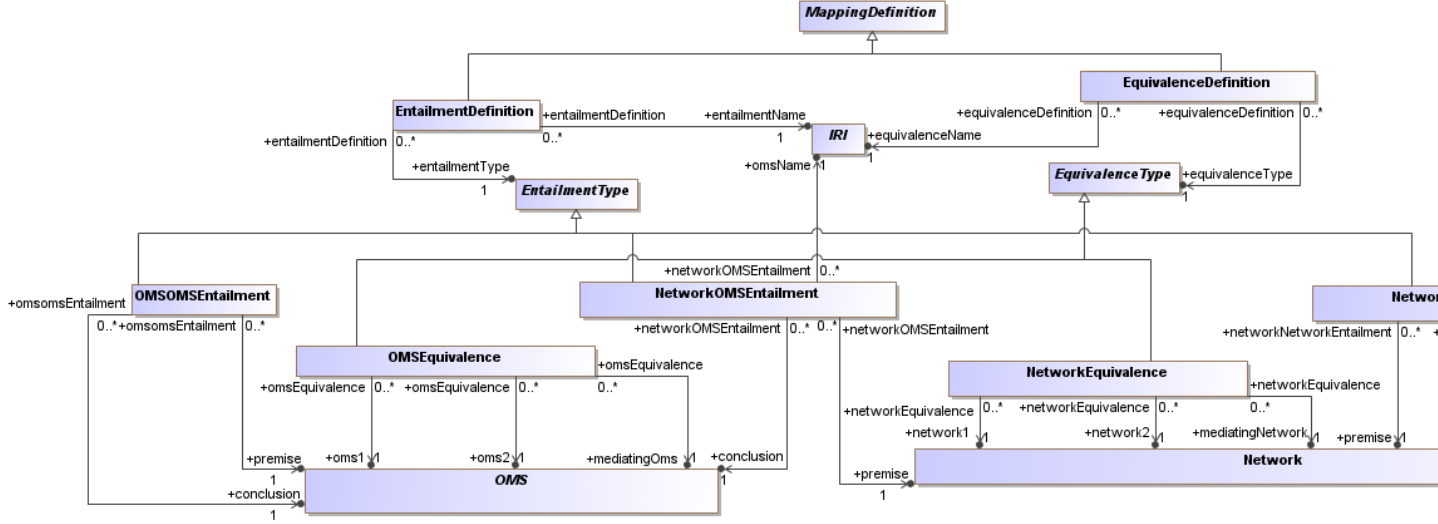 MappingDefinition
EquivalenceDefinition
EntailmentDefinition
+entailmentDefinition
+entailmentName
+equivalenceDefinition 0..*
+equivalenceDefinition 0..*
+entailmentDefinition
0..*
0..*
1
IRI
+equivalenceName
1
+entailmentType
+omsName
1
1
EntailmentType
EquivalenceType
+equivalenceType
1
+networkOMSEntailment 0..*
+omsomsEntailment
OMSOMSEntailment
NetworkOMSEntailment
Networ
0..*
+omsomsEntailment
0..*
+networkOMSEntailment 0..*
0..*
+networkOMSEntailment
+networkNetworkEntailment 0..*
OMSEquivalence
+omsEquivalence
+omsEquivalence 0..*
+omsEquivalence 0..*
0..*
NetworkEquivalence
+networkEquivalence
+networkEquivalence
0..*
+networkEquivalence 0..*
0..*
+network1
1
+network2
1
+mediatingNetwork
1
+premise
1
+premise
1
+oms1
1
+oms2
1
+mediatingOms
1
+conclusion
1
OMS
Network
+premise
1
+conclusion
1